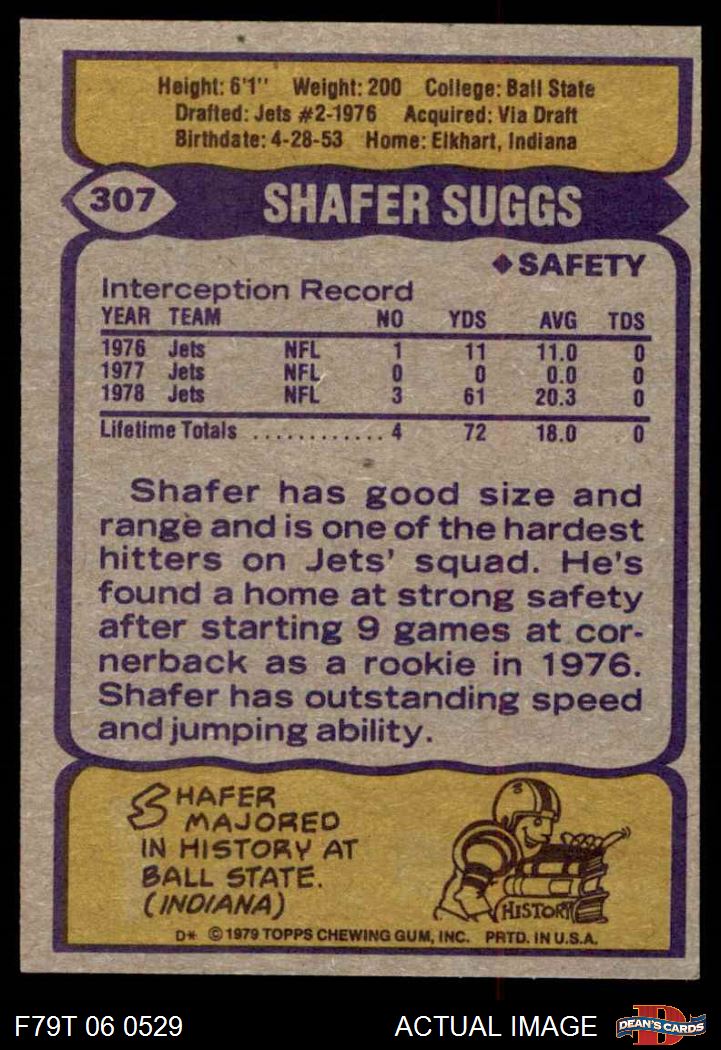 Height: 6'1" Weight: 200 College: Ball State
Drafted: Jets #2-1976 Acquired: Via Draft
Birthdate: 4-28-53 Home: Elkhart, Indiana
307 SHAFER SUGGS
◆SAFETY
Interception Record
YEAR TEAM NO YDS AVG TDS
1976 Jets NFL 1 11 11.0 0
1977 Jets NFL 0 0 0.0 0
1978 Jets NFL 3 61 20.3 0
Lifetime Totals ............ 4 72 18.0 0
Shafer has good size and
range and is one of the hardest
hitters on Jets' squad. He's
found a home at strong safety
after starting 9 games at cor-
nerback as a rookie in 1976.
Shafer has outstanding speed
and jumping ability.
SHAFER
MAJORED
IN HISTORY AT
BALL STATE.
(INDIANA)
S
HISTORY
D* © 1979 TOPPS CHEWING GUM, INC. PRTD. IN U.S.A.
F79T 06 0529 ACTUAL IMAGE
D
DEAN'S CARDS